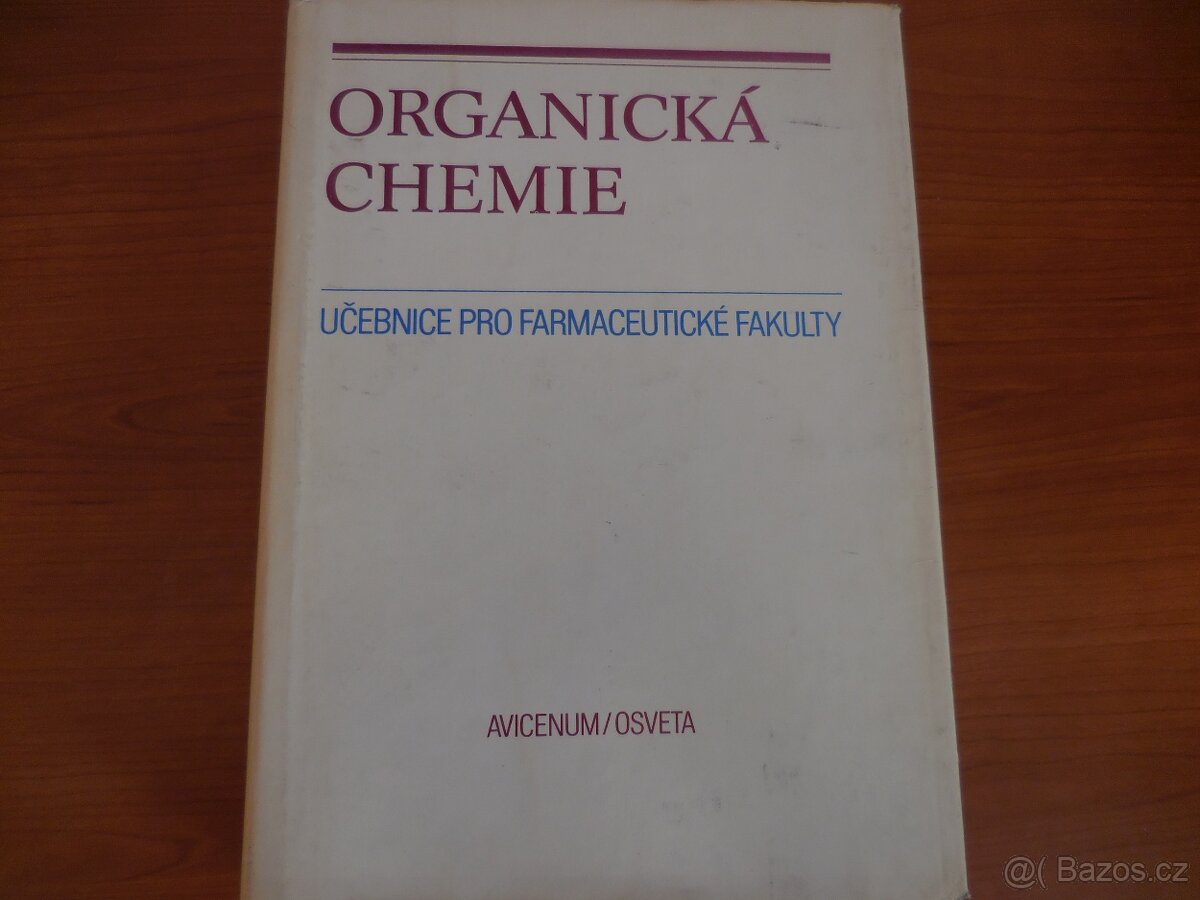 ORGANICKÁ
CHEMIE
UČEBNICE PRO FARMACEUTICKÉ FAKULTY
AVICENUM/OSVETA
@( Bazos.cz